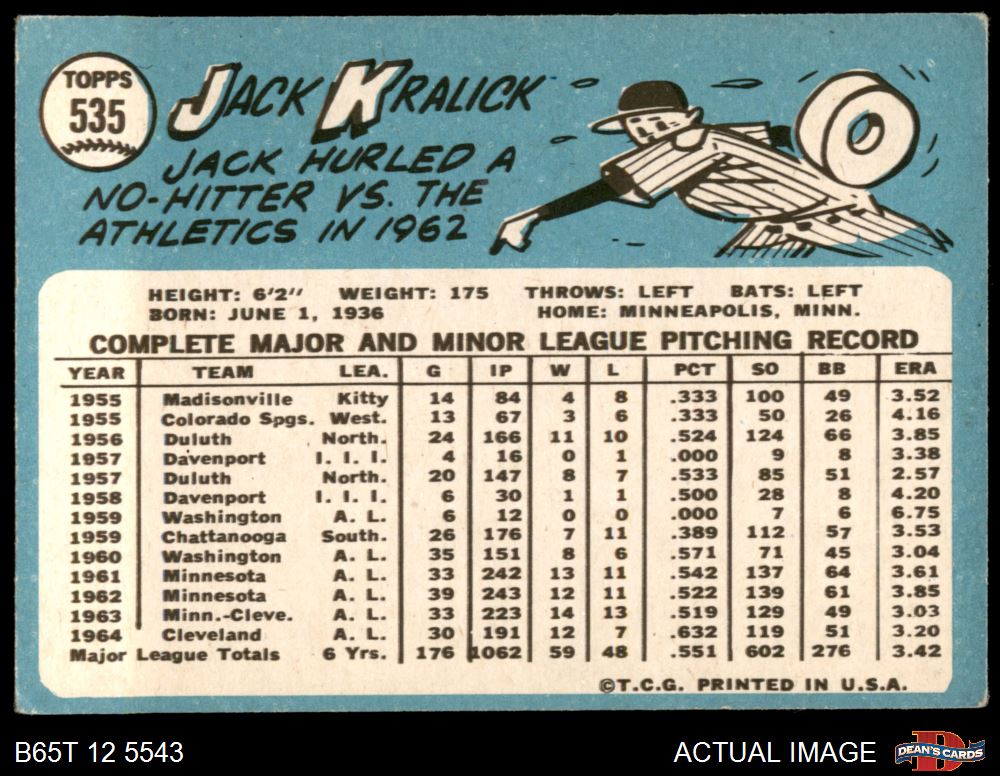 TOPPS
535
JACK KRALICK
JACK HURLED A
NO-HITTER VS. THE
ATHLETICS IN 1962
0
HEIGHT: 6'2" WEIGHT: 175 THROWS: LEFT BATS: LEFT
BORN: JUNE 1, 1936 HOME: MINNEAPOLIS, MINN.
COMPLETE MAJOR AND MINOR LEAGUE PITCHING RECORD
YEAR TEAM LEA. G IP W L PCT SO BB ERA
1955 Madisonville Kitty 14 84 4 8 .333 100 49 3.52
1955 Colorado Spgs. West. 13 67 3 6 .333 50 26 4.16
1956 Duluth North. 24 166 11 10 .524 124 66 3.85
1957 Davenport I. I. I. 4 16 0 1 .000 9 8 3.38
1957 Duluth North. 20 147 8 7 .533 85 51 2.57
1958 Davenport I. I. I. 6 30 1 1 .500 28 8 4.20
1959 Washington A. L. 6 12 0 0 .000 7 6 6.75
1959 Chattanooga South. 26 176 7 11 .389 112 57 3.53
1960 Washington A. L. 35 151 8 6 .571 71 45 3.04
1961 Minnesota A. L. 33 242 13 11 .542 137 64 3.61
1962 Minnesota A. L. 39 243 12 11 .522 139 61 3.85
1963 Minn.-Cleve. A. L. 33 223 14 13 .519 129 49 3.03
1964 Cleveland A. L. 30 191 12 7 .632 119 51 3.20
Major League Totals 6 Yrs. 176 1062 59 48 .551 602 276 3.42
©T.C.G. PRINTED IN U.S.A.
B65T 12 5543 ACTUAL IMAGE D DEAN'S CARDS